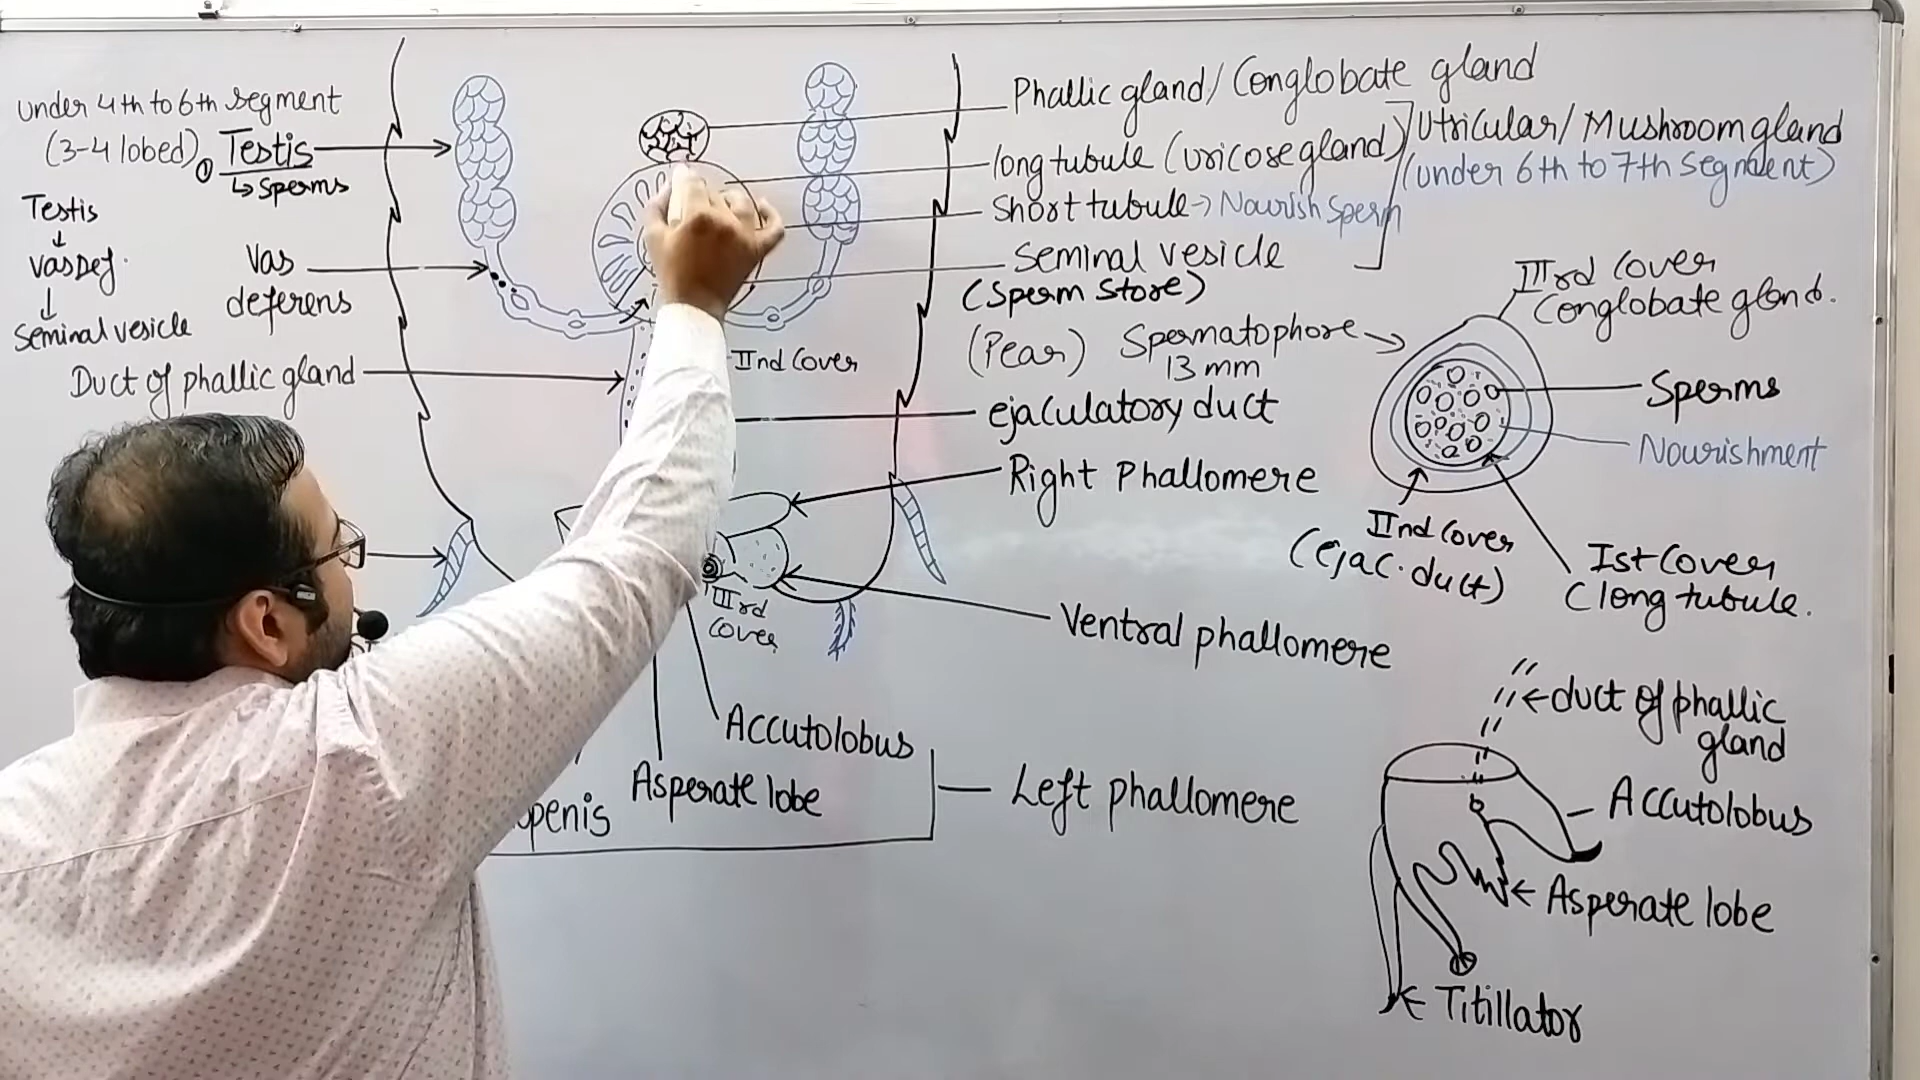 under 4th to 6th segment
(3-4 lobed) ① Testis
↳ Sperms
Testis
↓
Vas Def.
↓
Seminal vesicle
Vas
deferens
Duct of phallic gland
Phallic gland / Conglobate gland
long tubule (Uricose gland)
Short tubule → Nourish Sperm
Utricular / Mushroom gland
(under 6th to 7th segment)
Seminal vesicle
(Sperm Store)
(Pear) Spermatophore →
13 mm
IInd Cover
ejaculatory duct
Right Phallomere
IIIrd
Cover
Ventral phallomere
Accutolobus
Asperate lobe
penis
Left phallomere
IIIrd Cover
Conglobate gland.
Sperms
Nourishment
IInd Cover
(ejac. duct)
Ist Cover
(long tubule.
duct of phallic
gland
Accutolobus
Asperate lobe
Titillator